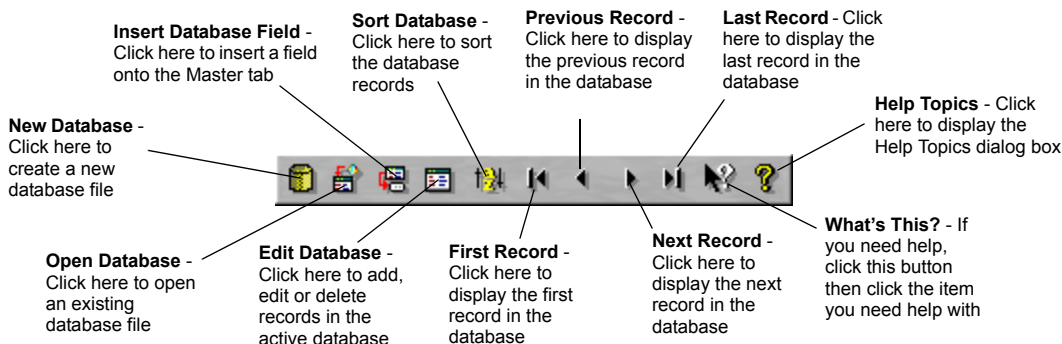 Insert Database Field -
Click here to insert a field
onto the Master tab
Sort Database -
Click here to sort
the database
records
Previous Record -
Click here to display
the previous record
in the database
Last Record - Click
here to display the
last record in the
database
Help Topics - Click
here to display the
Help Topics dialog box
New Database -
Click here to
create a new
database file
Open Database -
Click here to open
an existing
database file
Edit Database -
Click here to add,
edit or delete
records in the
active database
First Record -
Click here to
display the first
record in the
database
Next Record -
Click here to
display the next
record in the
database
What's This? - If
you need help,
click this button
then click the item
you need help with